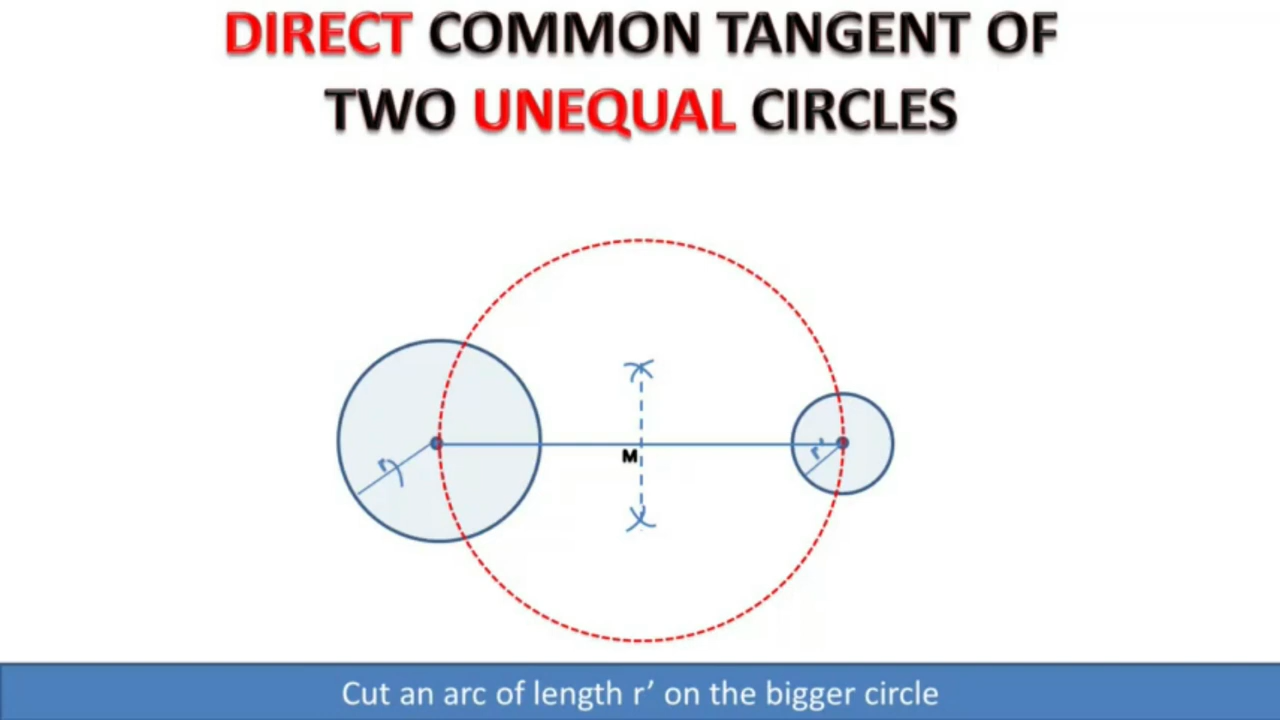 DIRECT COMMON TANGENT OF
TWO UNEQUAL CIRCLES
M
r
r'
Cut an arc of length r’ on the bigger circle